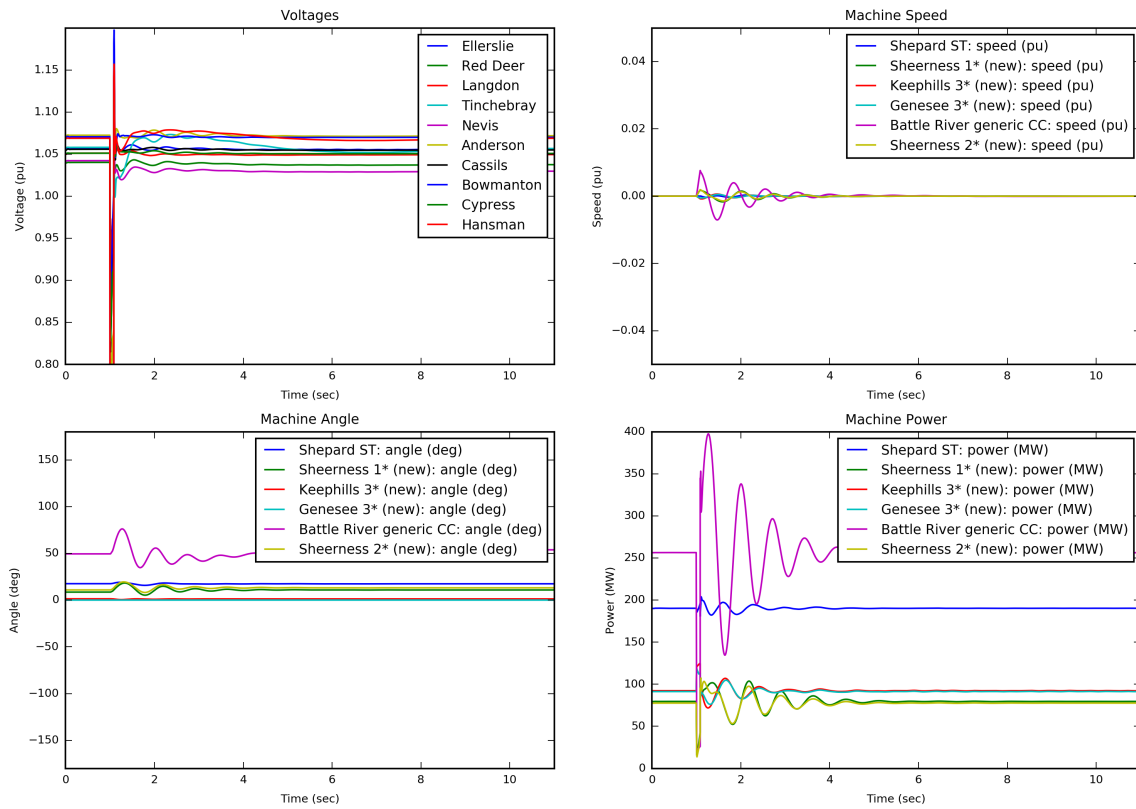 Voltages
Voltage (pu)
1.15
1.10
1.05
1.00
0.95
0.90
0.85
0.80
0
2
4
6
8
10
Time (sec)
Ellerslie
Red Deer
Langdon
Tinchebray
Nevis
Anderson
Cassils
Bowmanton
Cypress
Hansman
Machine Speed
Speed (pu)
0.04
0.02
0.00
−0.02
−0.04
0
2
4
6
8
10
Time (sec)
Shepard ST: speed (pu)
Sheerness 1* (new): speed (pu)
Keephills 3* (new): speed (pu)
Genesee 3* (new): speed (pu)
Battle River generic CC: speed (pu)
Sheerness 2* (new): speed (pu)
Machine Angle
Angle (deg)
150
100
50
0
−50
−100
−150
0
2
4
6
8
10
Time (sec)
Shepard ST: angle (deg)
Sheerness 1* (new): angle (deg)
Keephills 3* (new): angle (deg)
Genesee 3* (new): angle (deg)
Battle River generic CC: angle (deg)
Sheerness 2* (new): angle (deg)
Machine Power
Power (MW)
400
350
300
250
200
150
100
50
0
0
2
4
6
8
10
Time (sec)
Shepard ST: power (MW)
Sheerness 1* (new): power (MW)
Keephills 3* (new): power (MW)
Genesee 3* (new): power (MW)
Battle River generic CC: power (MW)
Sheerness 2* (new): power (MW)